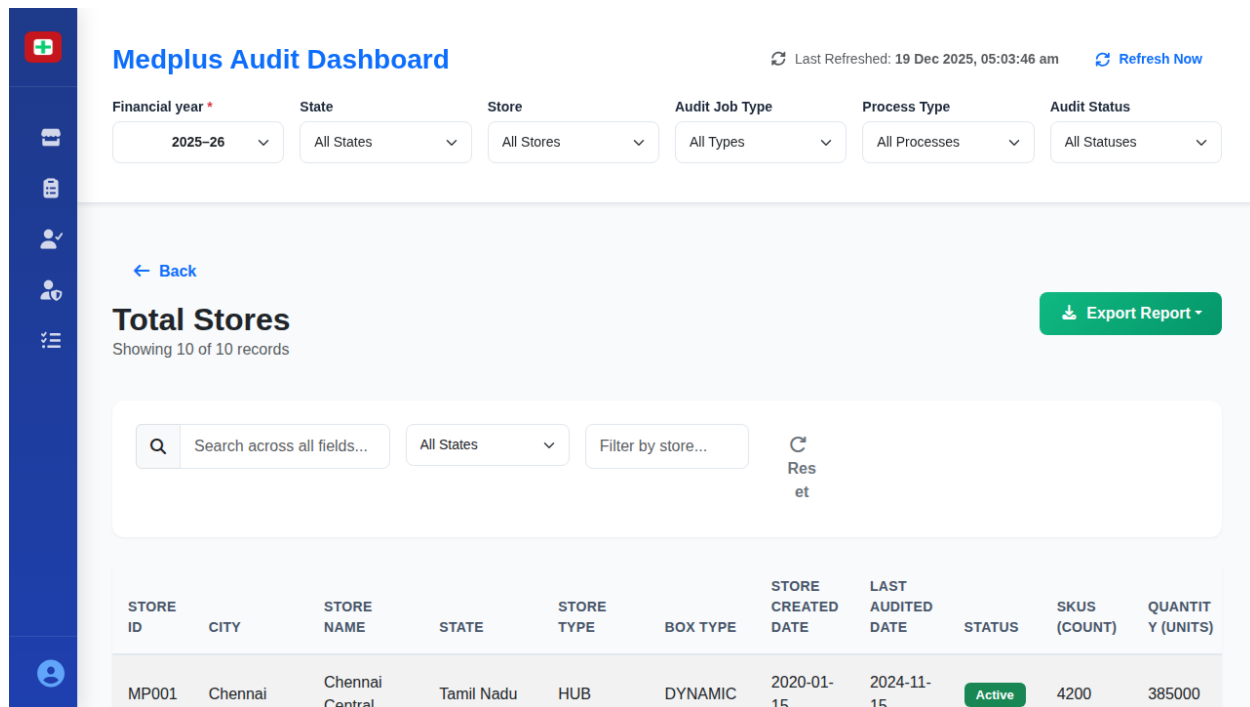 Medplus Audit Dashboard
Last Refreshed: 19 Dec 2025, 05:03:46 am
Refresh Now
Financial year *
State
Store
Audit Job Type
Process Type
Audit Status
2025–26
All States
All Stores
All Types
All Processes
All Statuses
Back
Total Stores
Showing 10 of 10 records
Export Report
Search across all fields...
All States
Filter by store...
Res
et
STORE
ID
CITY
STORE
NAME
STATE
STORE
TYPE
BOX TYPE
STORE
CREATED
DATE
LAST
AUDITED
DATE
STATUS
SKUS
(COUNT)
QUANTIT
Y (UNITS)
MP001
Chennai
Chennai
Central
Tamil Nadu
HUB
DYNAMIC
2020-01-
15
2024-11-
15
Active
4200
385000